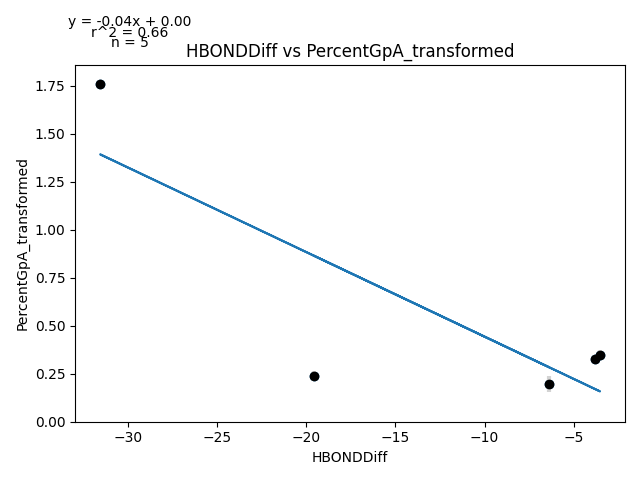 y = -0.04x + 0.00
r^2 = 0.66
n = 5
HBONDDiff vs PercentGpA_transformed
PercentGpA_transformed
1.75
1.50
1.25
1.00
0.75
0.50
0.25
0.00
−30
−25
−20
−15
−10
−5
HBONDDiff